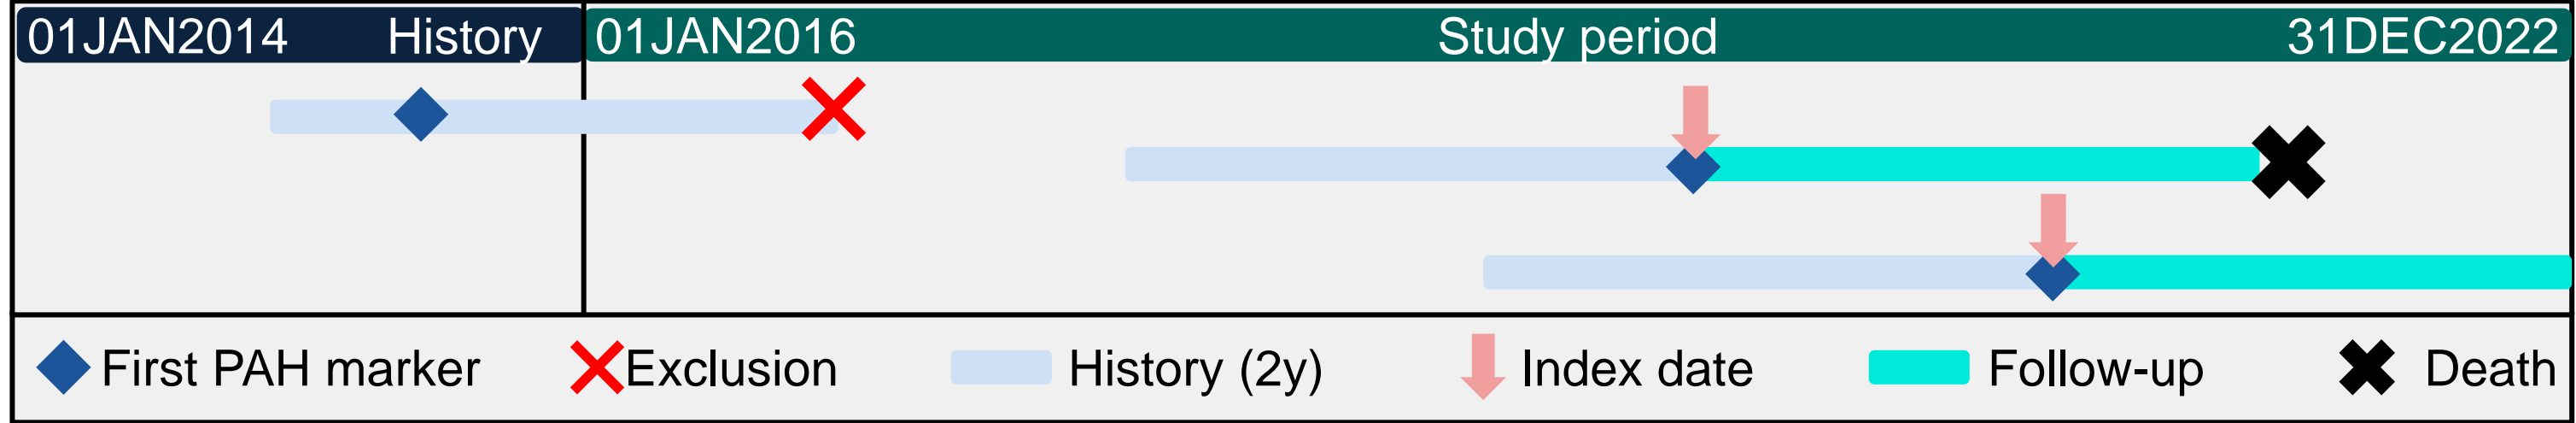 01JAN2014 History 01JAN2016 Study period 31DEC2022
First PAH marker Exclusion History (2y) Index date Follow-up Death